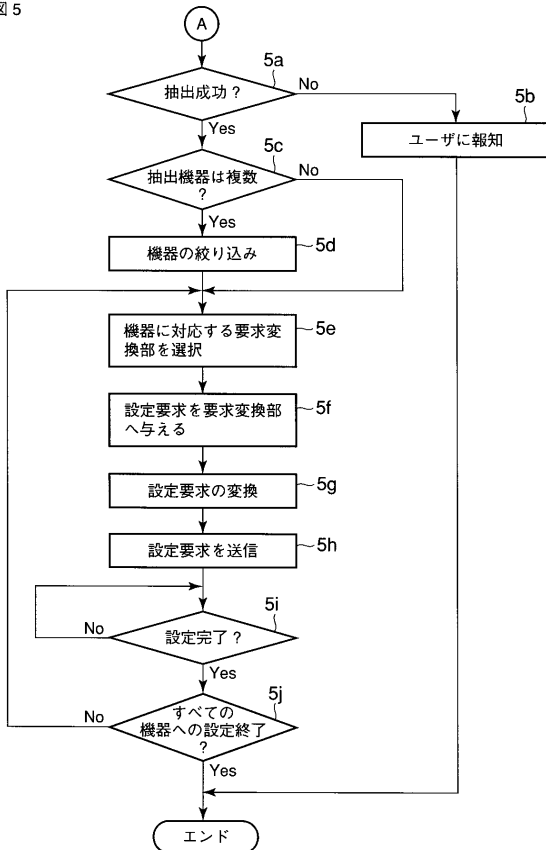 図5
A
5a
抽出成功?
No
5b
ユーザに報知
Yes
5c
抽出機器は複数
?
No
Yes
機器の絞り込み
5d
機器に対応する要求変
換部を選択
5e
設定要求を要求変換部
へ与える
5f
設定要求の変換
5g
設定要求を送信
5h
5i
設定完了?
No
Yes
5j
すべての
機器への設定終了
?
No
Yes
エンド